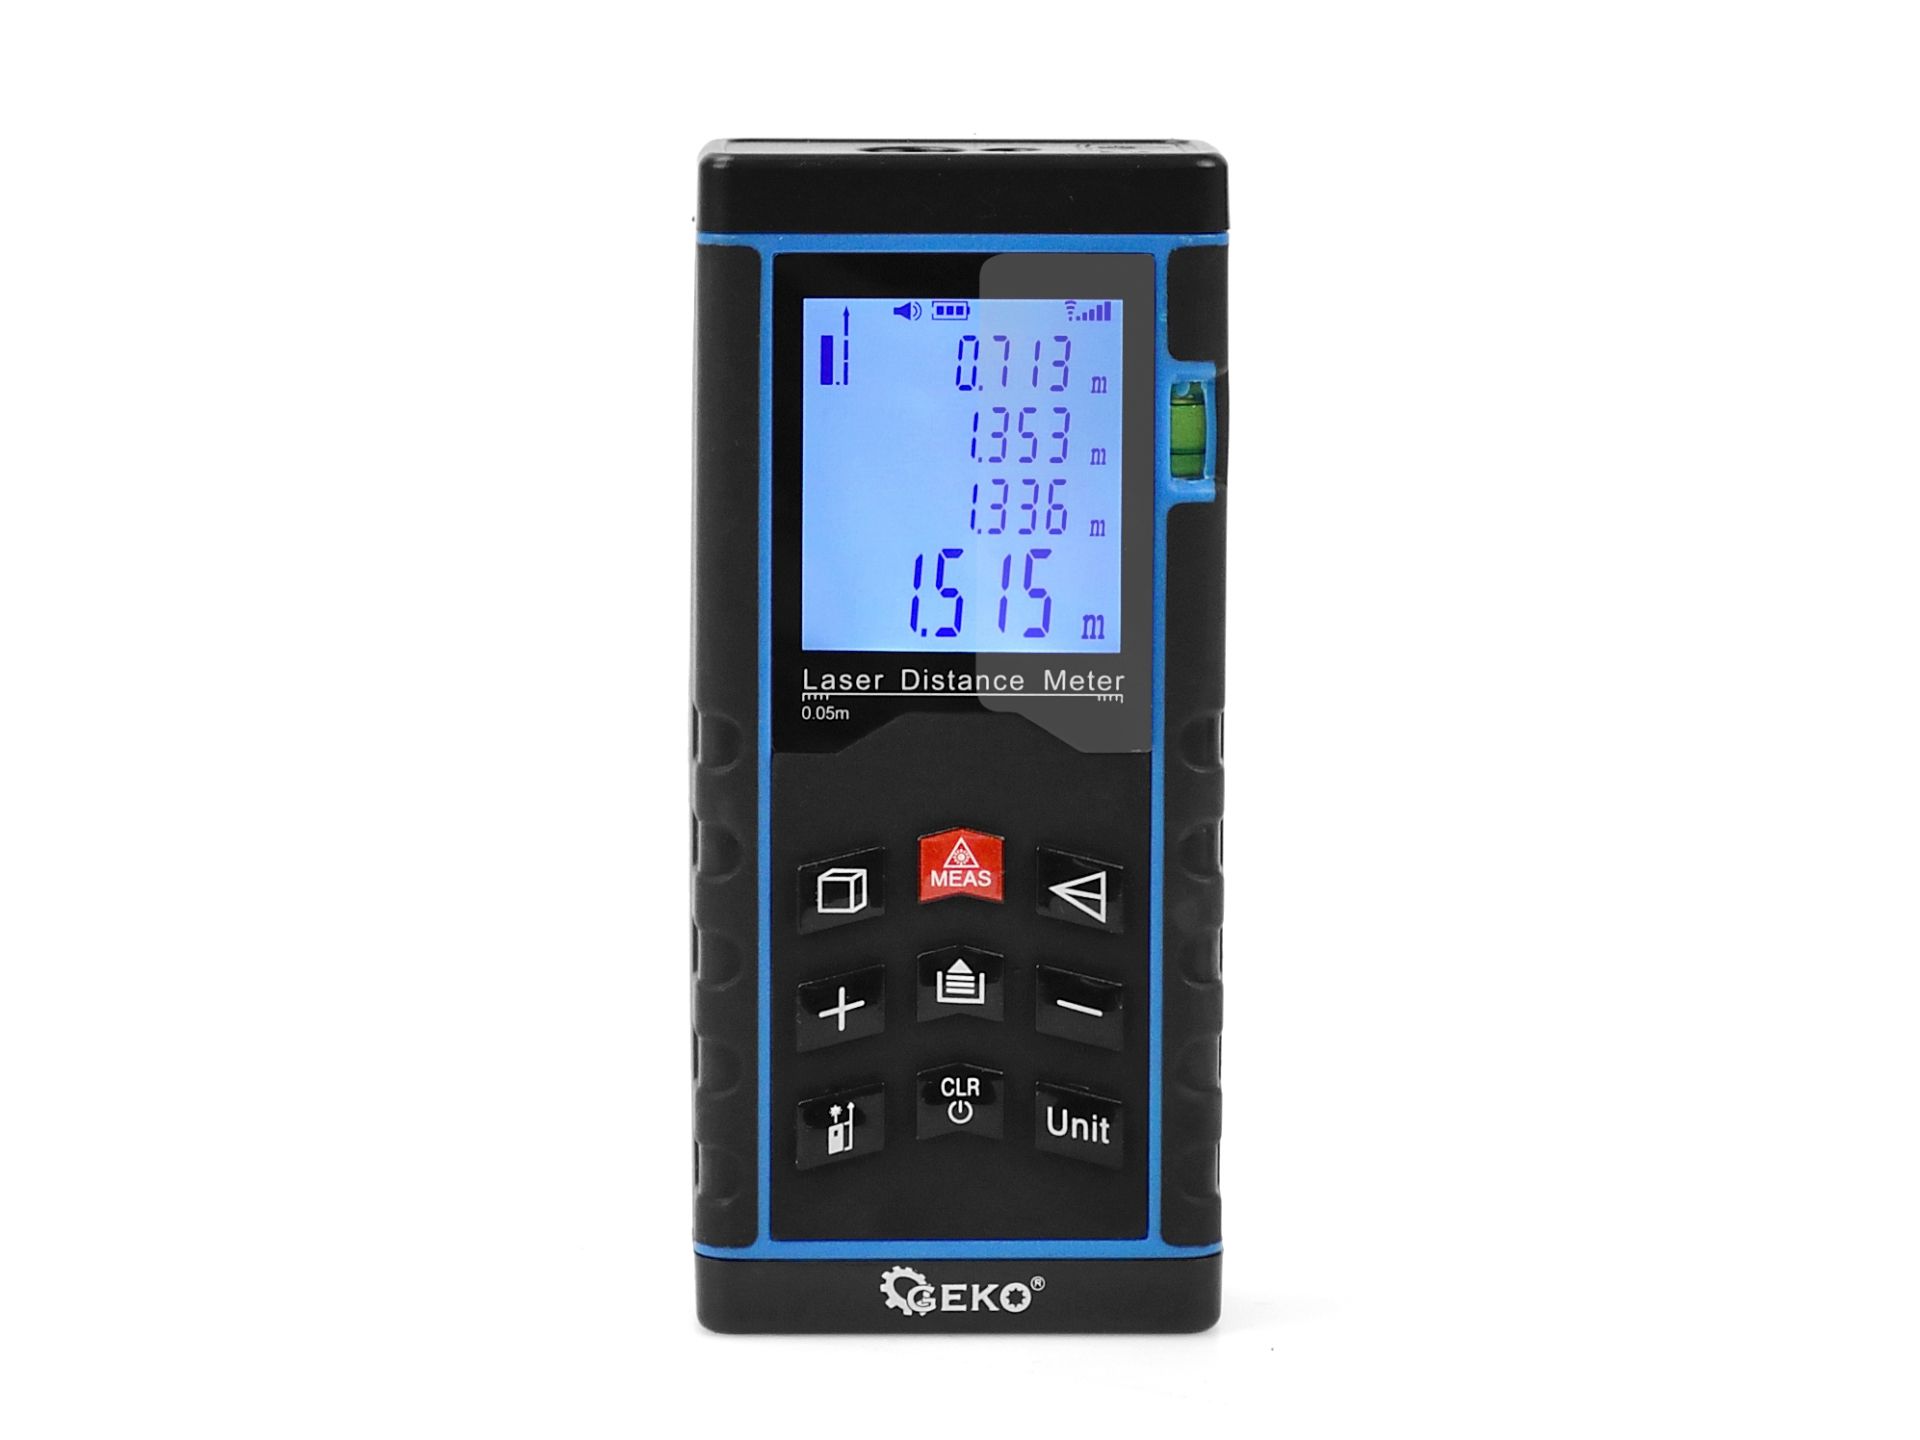 0.713 m
1.353 m
1.336 m
1.515 m
Laser Distance Meter
0.05m
MEAS
+
−
CLR
Unit
GEKO®